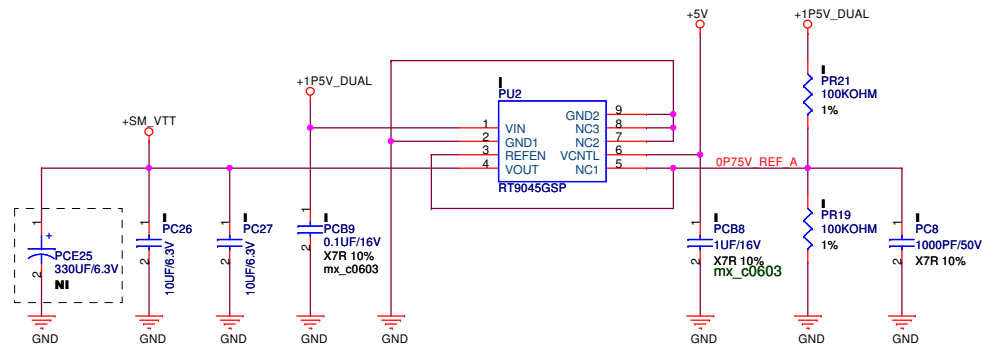 +5V
+1P5V_DUAL
+1P5V_DUAL
+SM_VTT
I
PU2
1
2
3
4
VIN
GND1
REFEN
VOUT
GND2
NC3
NC2
VCNTL
NC1
9
8
7
6
5
RT9045GSP
I
PR21
100KOHM
1%
0P75V_REF_A
1
2
+
PCE25
330UF/6.3V
NI
1
2
I
PC26
10UF/6.3V
1
2
I
PC27
10UF/6.3V
1
2
I
PCB9
0.1UF/16V
X7R 10%
mx_c0603
1
2
I
PCB8
1UF/16V
X7R 10%
mx_c0603
I
PR19
100KOHM
1%
1
2
I
PC8
1000PF/50V
X7R 10%
GND
GND
GND
GND
GND
GND
GND
GND